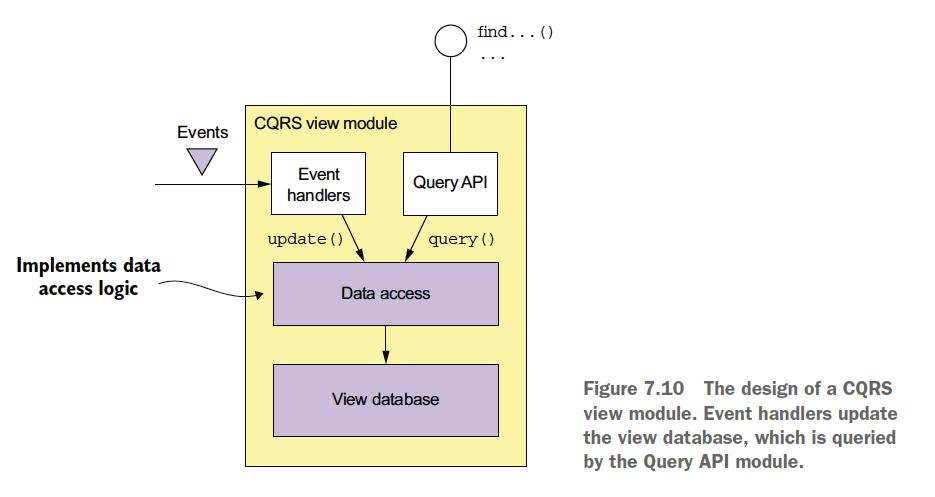 find...()
...
CQRS view module
Events
Event
handlers
Query API
update()
query()
Implements data
access logic
Data access
View database
Figure 7.10 The design of a CQRS
view module. Event handlers update
the view database, which is queried
by the Query API module.